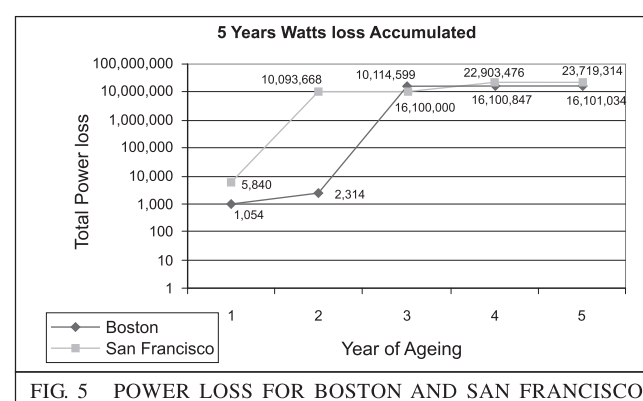 5 Years Watts loss Accumulated
100,000,000
10,000,000
1,000,000
100,000
10,000
1,000
100
10
1
Total Power loss
10,093,668
10,114,599
22,903,476
23,719,314
16,100,000
16,100,847
16,101,034
5,840
2,314
1,054
1 2 3 4 5
Year of Ageing
Boston
San Francisco
FIG. 5 POWER LOSS FOR BOSTON AND SAN FRANCISCO